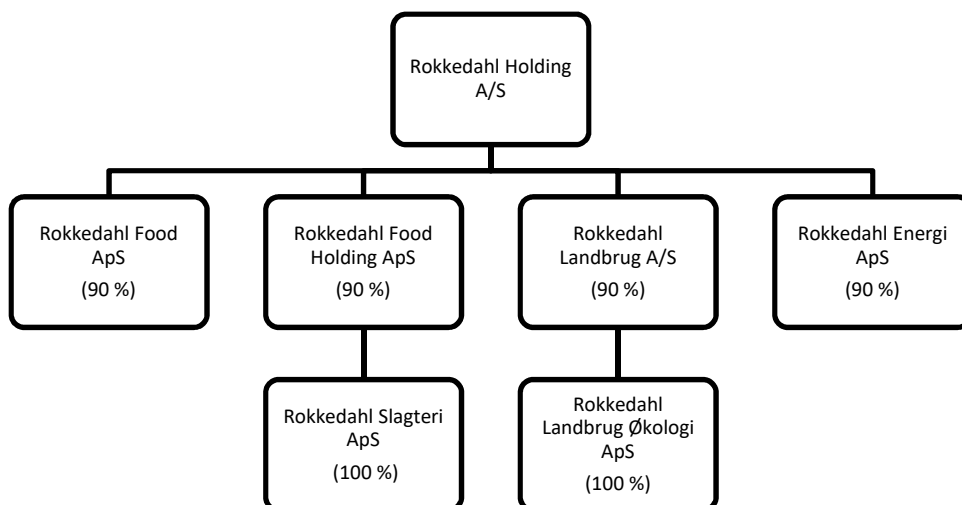 Rokkedahl Holding
A/S
Rokkedahl Food
ApS
(90 %)
Rokkedahl Food
Holding ApS
(90 %)
Rokkedahl
Landbrug A/S
(90 %)
Rokkedahl Energi
ApS
(90 %)
Rokkedahl Slagteri
ApS
(100 %)
Rokkedahl
Landbrug Økologi
ApS
(100 %)